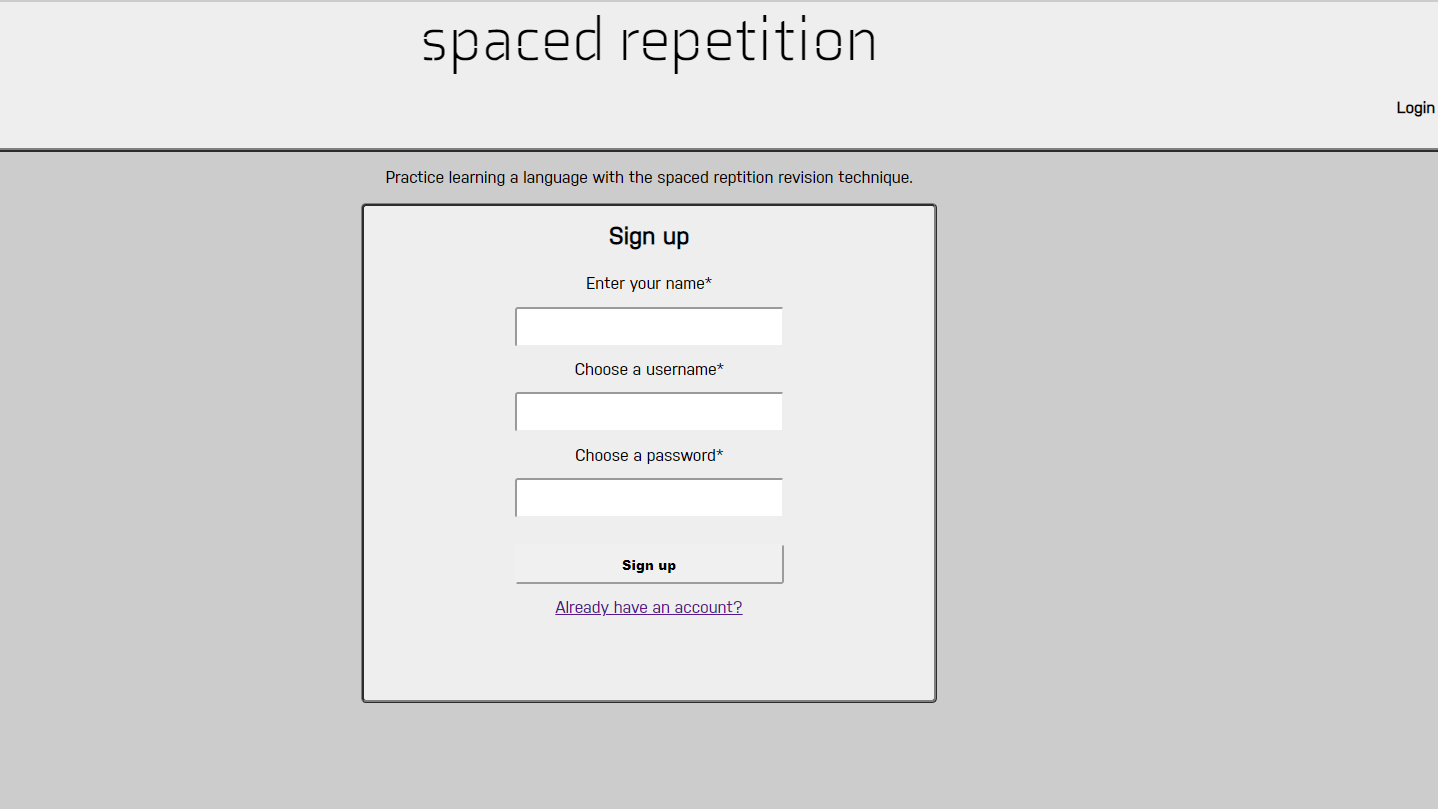 spaced repetition
Login
Practice learning a language with the spaced reptition revision technique.
Sign up
Enter your name*
Choose a username*
Choose a password*
Sign up
Already have an account?